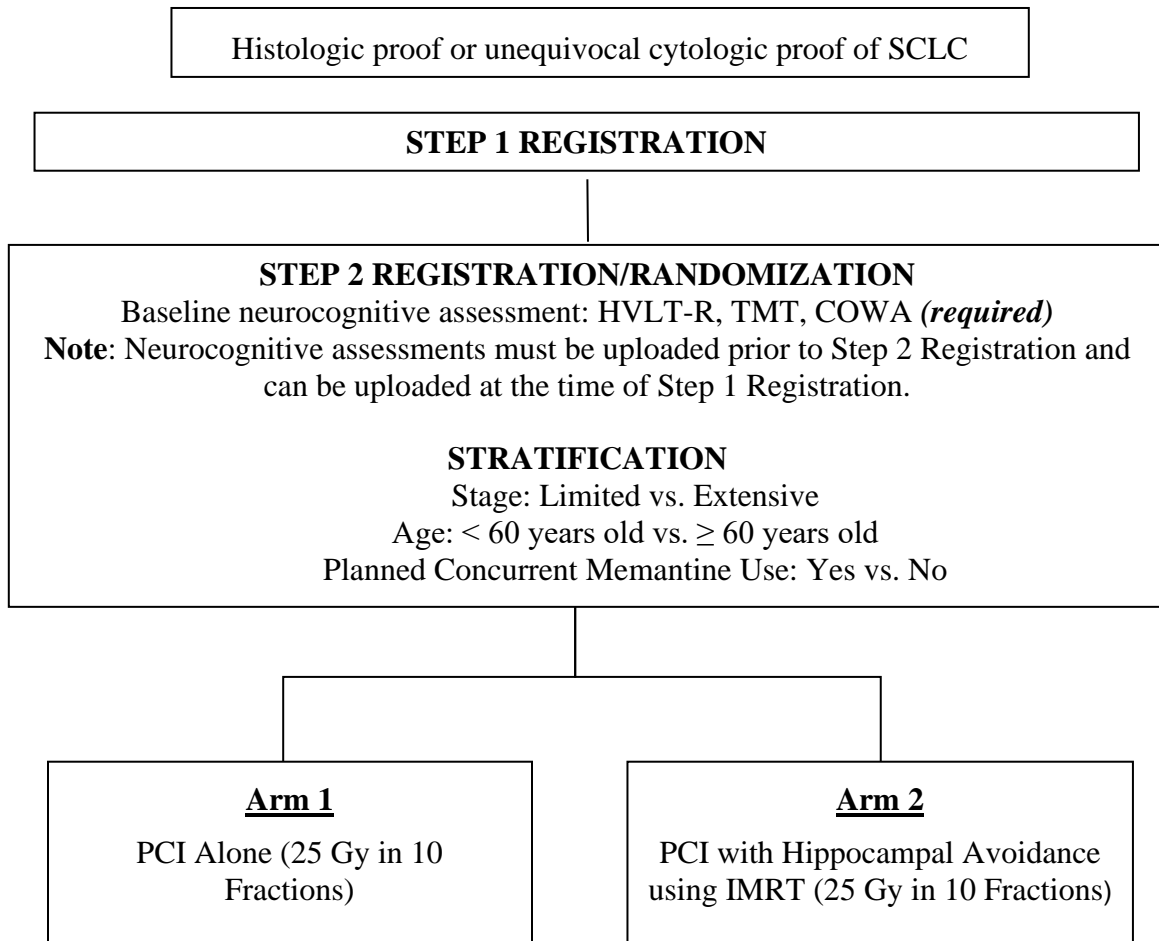 Histologic proof or unequivocal cytologic proof of SCLC
STEP 1 REGISTRATION
STEP 2 REGISTRATION/RANDOMIZATION
Baseline neurocognitive assessment: HVLT-R, TMT, COWA (required)
Note: Neurocognitive assessments must be uploaded prior to Step 2 Registration and
can be uploaded at the time of Step 1 Registration.
STRATIFICATION
Stage: Limited vs. Extensive
Age: < 60 years old vs. ≥ 60 years old
Planned Concurrent Memantine Use: Yes vs. No
Arm 1
PCI Alone (25 Gy in 10
Fractions)
Arm 2
PCI with Hippocampal Avoidance
using IMRT (25 Gy in 10 Fractions)